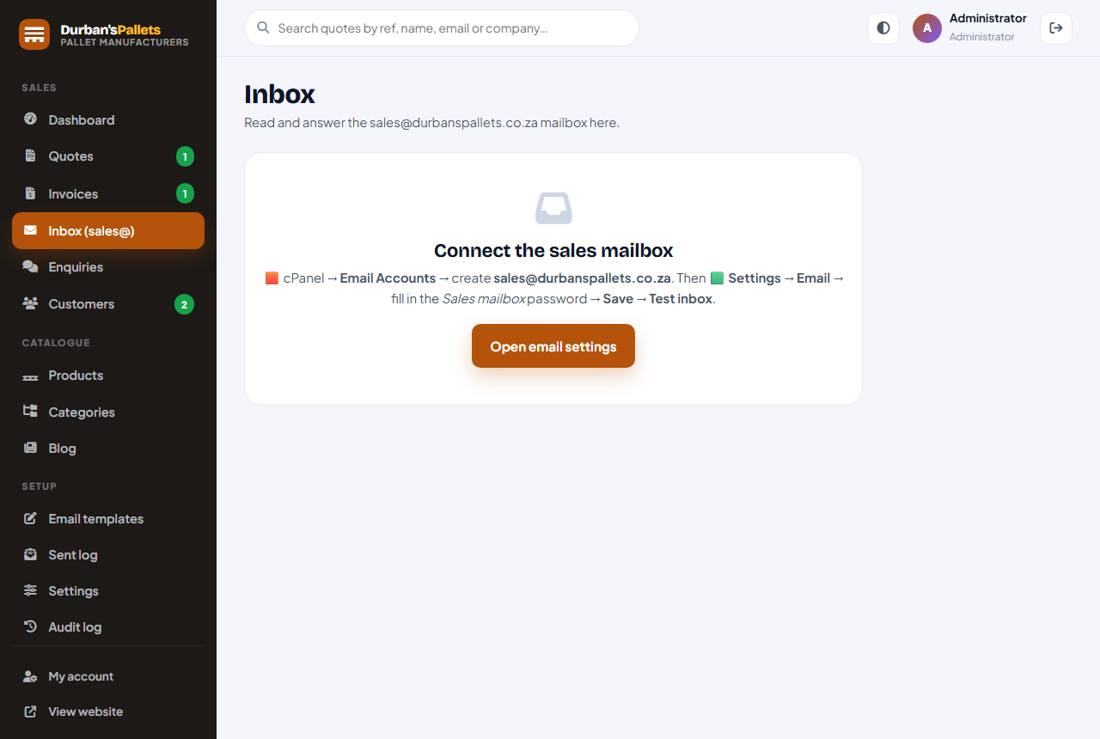 Durban'sPallets
PALLET MANUFACTURERS
SALES
Dashboard
Quotes 1
Invoices 1
Inbox (sales@)
Enquiries
Customers 2
CATALOGUE
Products
Categories
Blog
SETUP
Email templates
Sent log
Settings
Audit log
My account
View website
Search quotes by ref, name, email or company...
A
Administrator
Administrator
Inbox
Read and answer the sales@durbanspallets.co.za mailbox here.
Connect the sales mailbox
🟥 cPanel → Email Accounts → create sales@durbanspallets.co.za. Then 🟩 Settings → Email →
fill in the Sales mailbox password → Save → Test inbox.
Open email settings